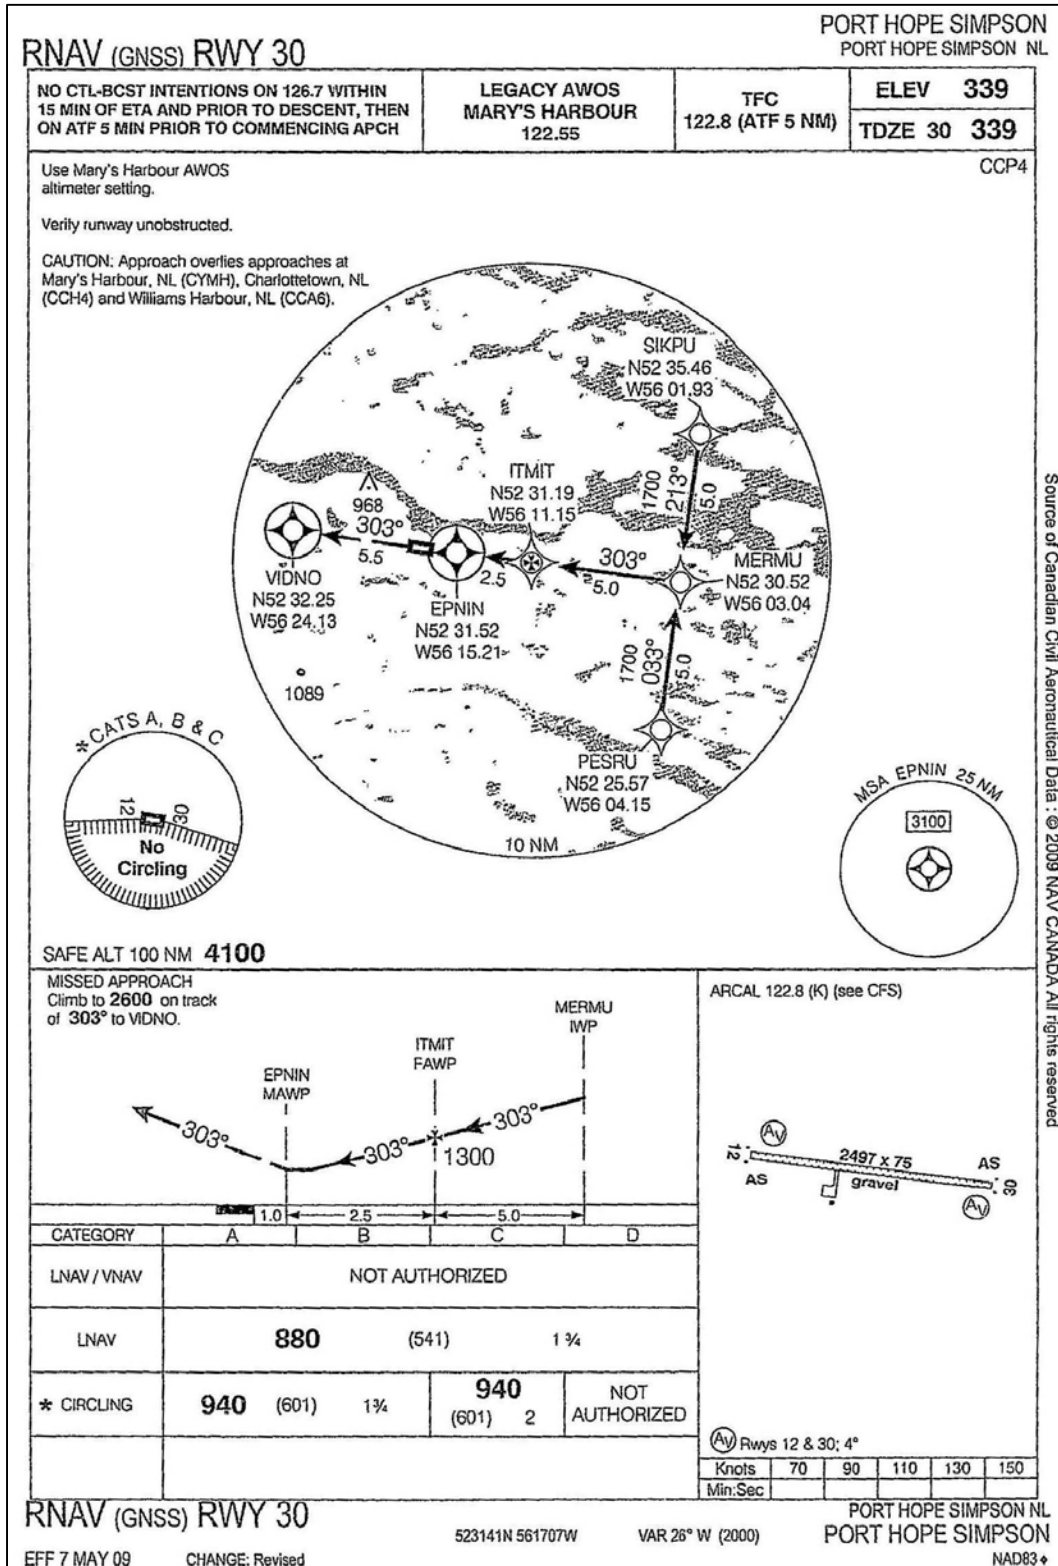 RNAV (GNSS) RWY 30
PORT HOPE SIMPSON
PORT HOPE SIMPSON NL
NO CTL-BCST INTENTIONS ON 126.7 WITHIN
15 MIN OF ETA AND PRIOR TO DESCENT, THEN
ON ATF 5 MIN PRIOR TO COMMENCING APCH
LEGACY AWOS
MARY'S HARBOUR
122.55
TFC
122.8 (ATF 5 NM)
ELEV 339
TDZE 30 339
CCP4
Use Mary's Harbour AWOS
altimeter setting.
Verily runway unobstructed.
CAUTION: Approach overlies approaches at
Mary's Harbour, NL (CYMH), Charlottetown, NL
(CCH4) and Williams Harbour, NL (CCA6).
SIKPU
N52 35.46
W56 01.93
1700
213°
5.0
ITMIT
N52 31.19
W56 11.15
968
303°
5.5
VIDNO
N52 32.25
W56 24.13
EPNIN
N52 31.52
W56 15.21
2.5
303°
5.0
MERMU
N52 30.52
W56 03.04
1700
033°
5.0
1089
PESRU
N52 25.57
W56 04.15
10 NM
* CATS A, B & C
12
30
No
Circling
MSA EPNIN 25 NM
3100
SAFE ALT 100 NM 4100
MISSED APPROACH
Climb to 2600 on track
of 303° to VIDNO.
EPNIN
MAWP
ITMIT
FAWP
MERMU
IWP
303°
303°
303°
1300
1.0
2.5
5.0
ARCAL 122.8 (K) (see CFS)
AV
12
AS
2497 x 75
gravel
AS
30
AV
AV Rwys 12 & 30; 4°
CATEGORY A B C D
LNAV / VNAV NOT AUTHORIZED
LNAV 880 (541) 1 ¾
* CIRCLING 940 (601) 1¾
940
(601) 2
NOT
AUTHORIZED
Knots 70 90 110 130 150
Min:Sec
RNAV (GNSS) RWY 30
523141N 561707W
VAR 26° W (2000)
PORT HOPE SIMPSON NL
PORT HOPE SIMPSON
EFF 7 MAY 09
CHANGE: Revised
NAD83
Source of Canadian Civil Aeronautical Data : © 2009 NAV CANADA All rights reserved